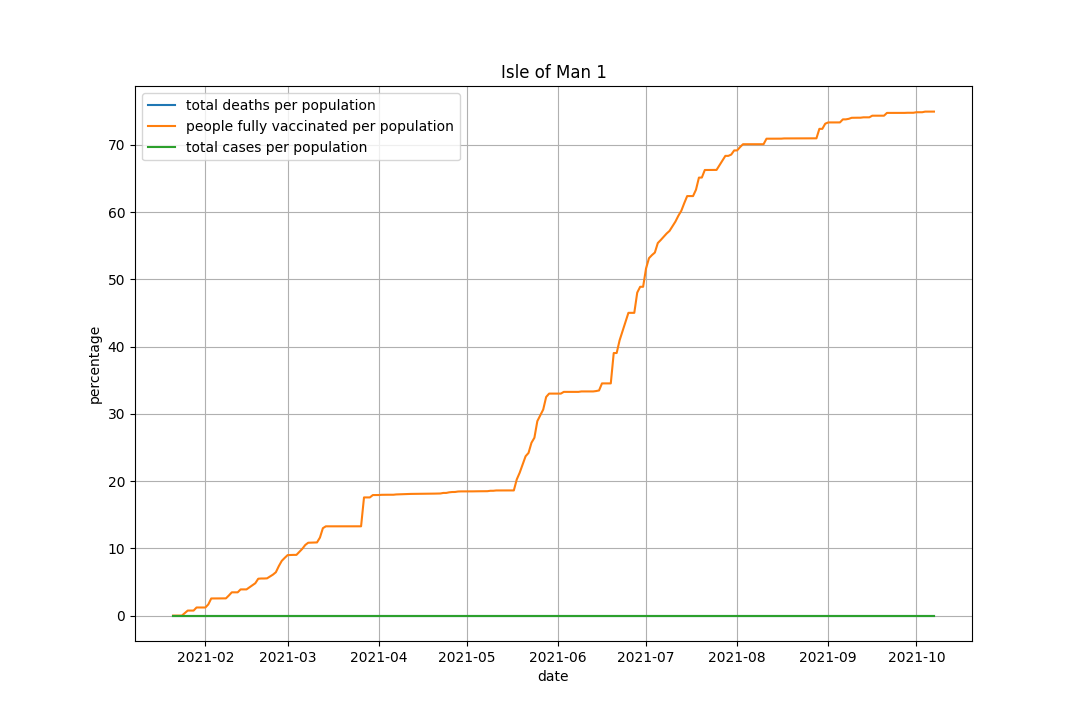 Isle of Man 1
total deaths per population
people fully vaccinated per population
total cases per population
70
60
50
40
30
20
10
0
percentage
2021-02 2021-03 2021-04 2021-05 2021-06 2021-07 2021-08 2021-09 2021-10
date